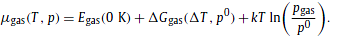 μgas(T, p) = Egas(0 K) + ΔGgas(ΔT, p⁰) + kT ln(pgas/p⁰).